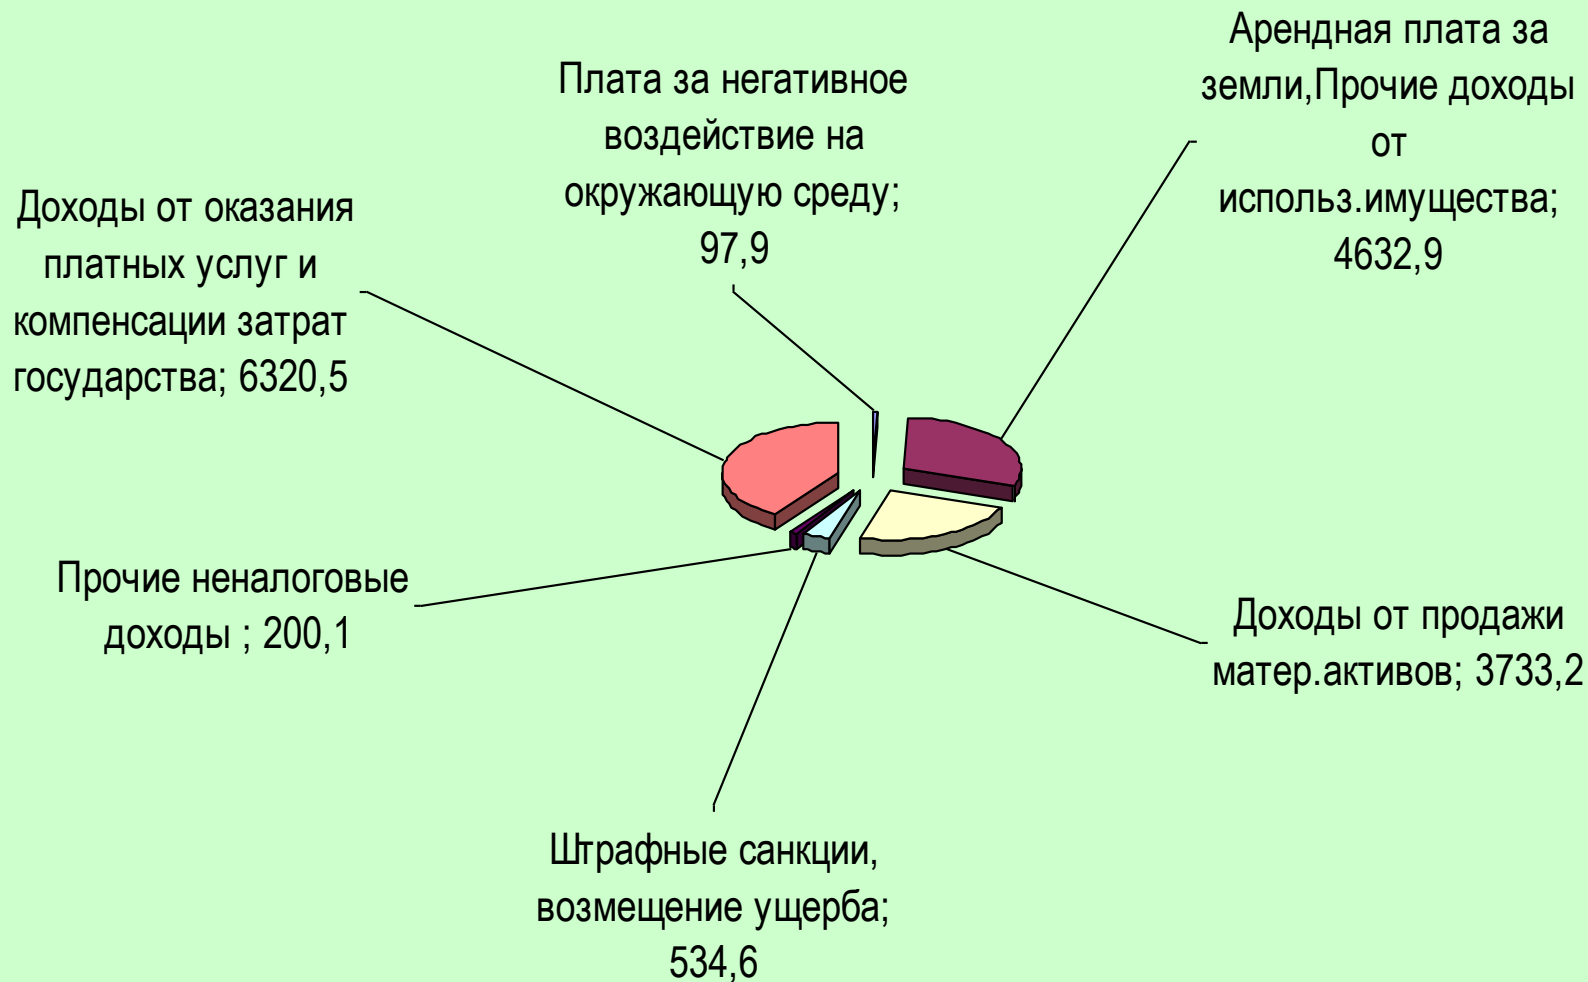 Арендная плата за
земли,Прочие доходы
от
использ.имущества;
4632,9
Плата за негативное
воздействие на
окружающую среду;
97,9
Доходы от оказания
платных услуг и
компенсации затрат
государства; 6320,5
Прочие неналоговые
доходы ; 200,1
Доходы от продажи
матер.активов; 3733,2
Штрафные санкции,
возмещение ущерба;
534,6